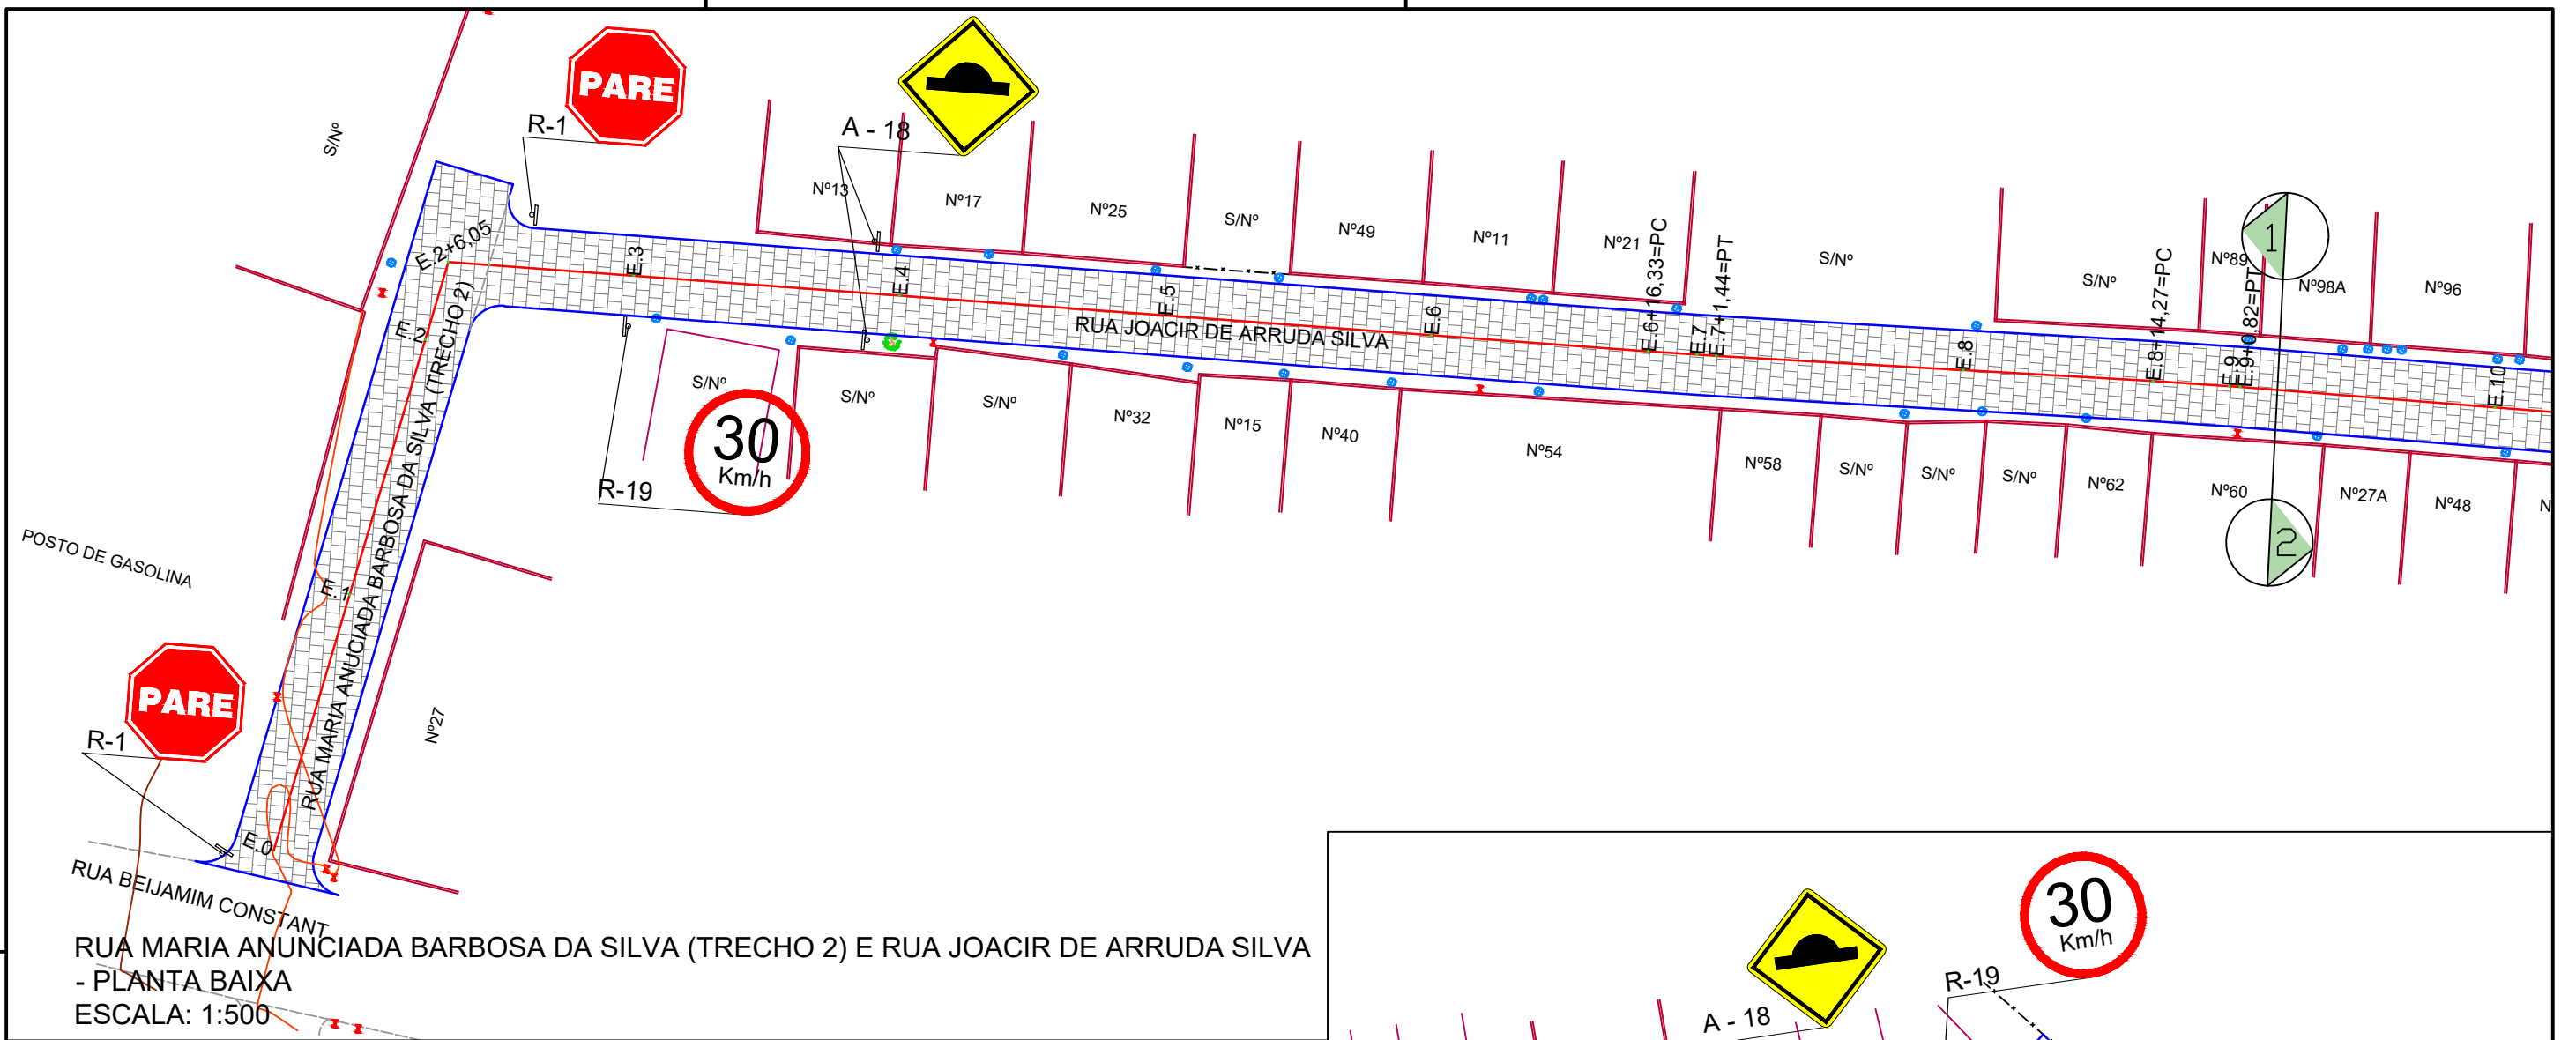 PARE
R-1
A - 18
S/Nº
Nº13
Nº17
Nº25
S/Nº
Nº49
Nº11
Nº21
S/Nº
S/Nº
Nº89
Nº98A
Nº96
1
E.2+6,05
E.3
E.4
E.5
E.6
E.6+16,33=PC
E.7
E.7+1,44=PT
E.8
E.8+14,27=PC
E.9
E.9+0,82=PT
E.10
RUA JOACIR DE ARRUDA SILVA
E.2
RUA MARIA ANUCIADA BARBOSA DA SILVA (TRECHO 2)
S/Nº
30
Km/h
R-19
S/Nº
S/Nº
Nº32
Nº15
Nº40
Nº54
Nº58
S/Nº
S/Nº
S/Nº
Nº62
Nº60
Nº27A
Nº48
2
POSTO DE GASOLINA
E.1
PARE
R-1
Nº27
E.0
RUA BEIJAMIM CONSTANT
RUA MARIA ANUNCIADA BARBOSA DA SILVA (TRECHO 2) E RUA JOACIR DE ARRUDA SILVA
- PLANTA BAIXA
ESCALA: 1:500
30
Km/h
R-19
A - 18